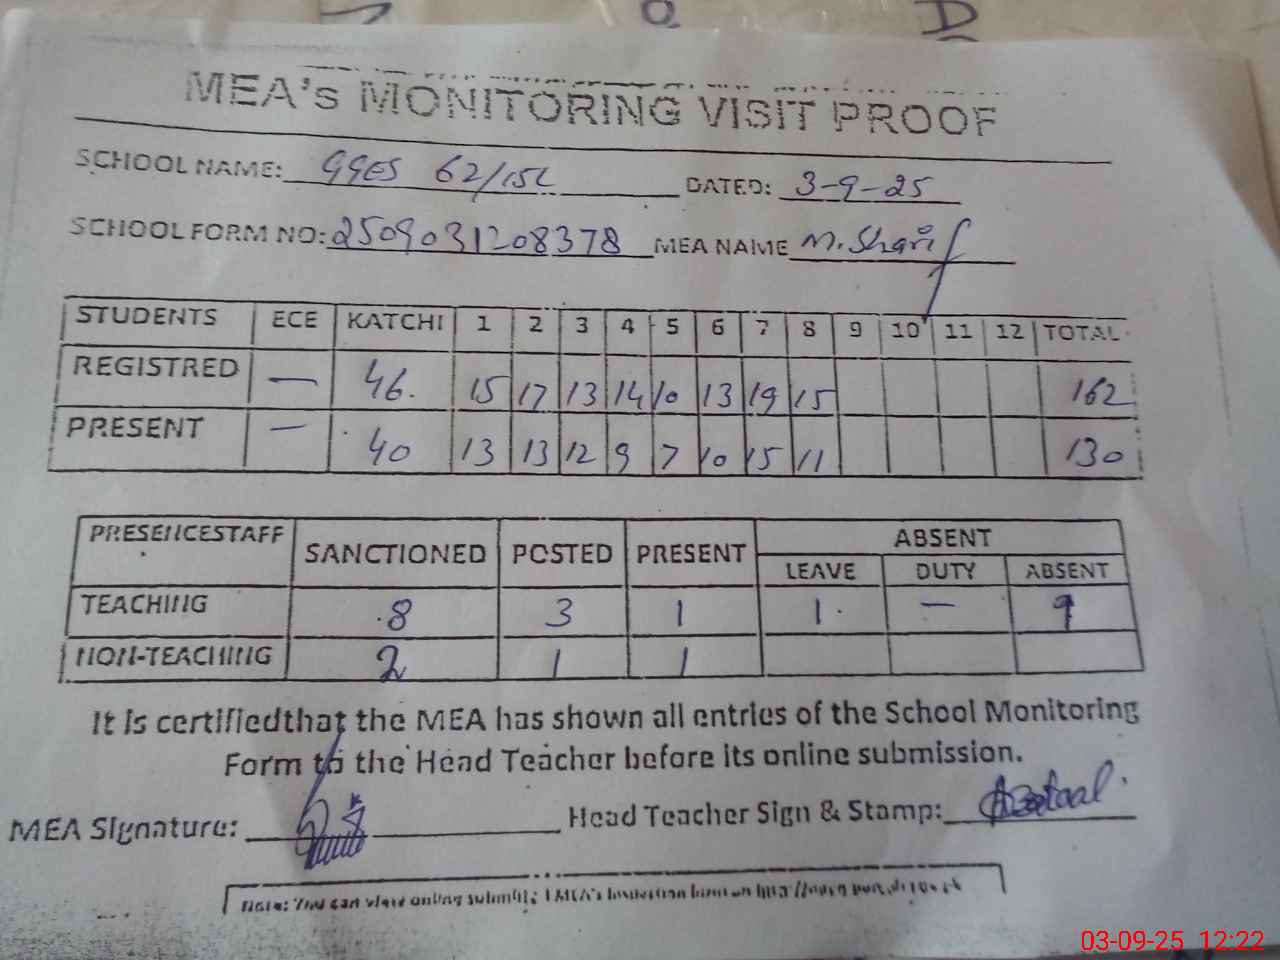 MEA's MONITORING VISIT PROOF
SCHOOL NAME: GGES 62/15L DATED: 3-9-25
SCHOOL FORM NO: 2509031208378 MEA NAME M. Sharif
STUDENTS ECE KATCHI 1 2 3 4 5 6 7 8 9 10 11 12 TOTAL
REGISTRED — 46. 15 17 13 14 10 13 19 15 162
PRESENT — 40 13 13 12 9 7 10 15 11 130
PRESENCESTAFF SANCTIONED POSTED PRESENT ABSENT
LEAVE DUTY ABSENT
TEACHING 8 3 1 1 —
NON-TEACHING 2 1 1
It is certifiedthat the MEA has shown all entries of the School Monitoring
Form to the Head Teacher before its online submission.
MEA Signature: Head Teacher Sign & Stamp:
Note: You can view online
03-09-25 12:22